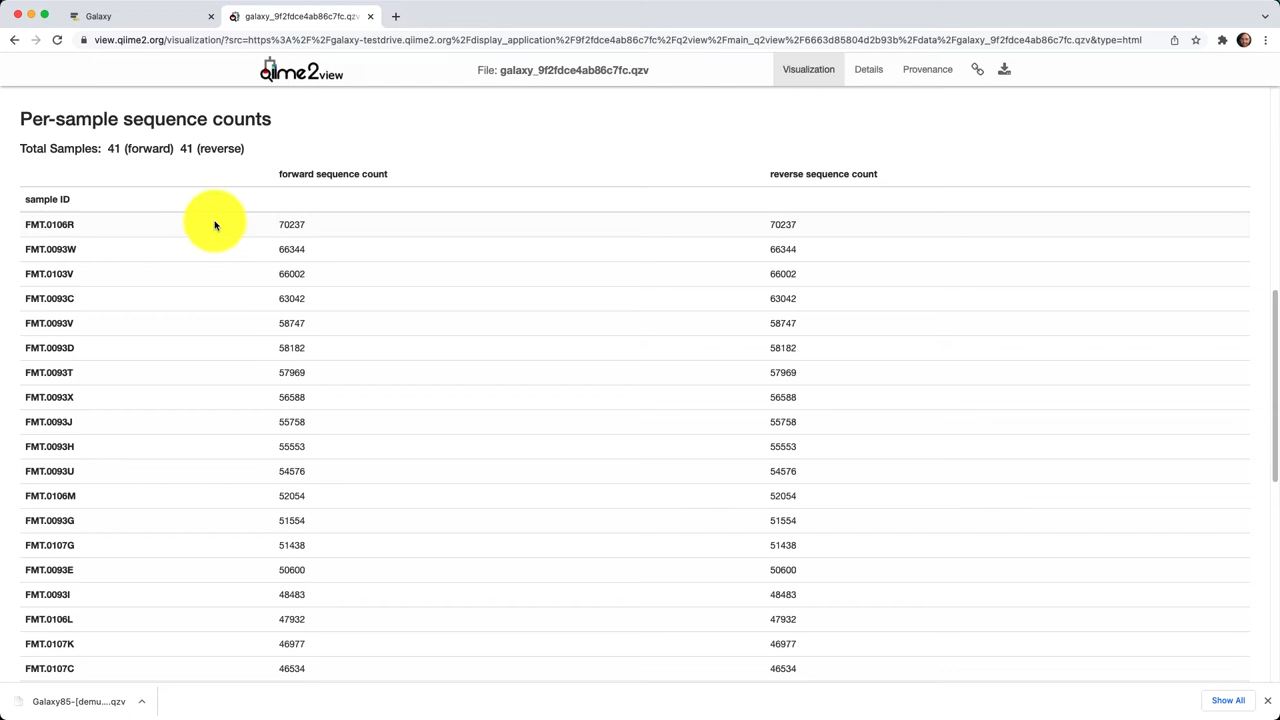 Galaxy
galaxy_9f2fdce4ab86c7fc.qzv
view.qiime2.org/visualization/?src=https%3A%2F%2Fgalaxy-testdrive.qiime2.org%2Fdisplay_application%2F9f2fdce4ab86c7fc%2Fq2view%2Fmain_q2view%2F6663d85804d2b93b%2Fdata%2Fgalaxy_9f2fdce4ab86c7fc.qzv&type=html
qiime2view
File: galaxy_9f2fdce4ab86c7fc.qzv
Visualization
Details
Provenance
Per-sample sequence counts
Total Samples: 41 (forward) 41 (reverse)
forward sequence count reverse sequence count
sample ID
FMT.0106R 70237 70237
FMT.0093W 66344 66344
FMT.0103V 66002 66002
FMT.0093C 63042 63042
FMT.0093V 58747 58747
FMT.0093D 58182 58182
FMT.0093T 57969 57969
FMT.0093X 56588 56588
FMT.0093J 55758 55758
FMT.0093H 55553 55553
FMT.0093U 54576 54576
FMT.0106M 52054 52054
FMT.0093G 51554 51554
FMT.0107G 51438 51438
FMT.0093E 50600 50600
FMT.0093I 48483 48483
FMT.0106L 47932 47932
FMT.0107K 46977 46977
FMT.0107C 46534 46534
Galaxy85-[demu....qzv
Show All